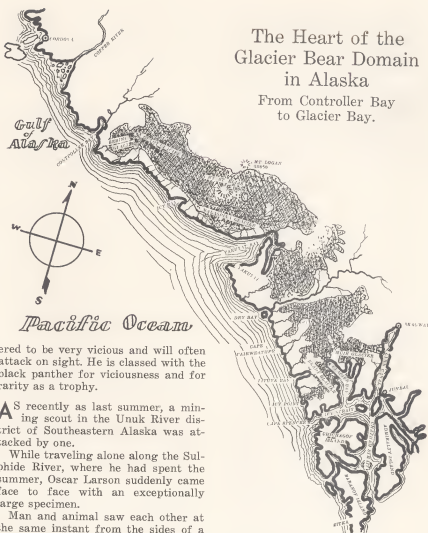 The Heart of the
Glacier Bear Domain
in Alaska
From Controller Bay
to Glacier Bay.
COPPER RIVER
Gulf
of
Alaska
MT LOGAN
N
W
E
S
Pacific Ocean
DRY BAY
CAPE
FAIRWEATHER
SKAGWAY
JUNEAU
SITKA
ered to be very vicious and will often
attack on sight. He is classed with the
black panther for viciousness and for
rarity as a trophy.
AS recently as last summer, a min-
ing scout in the Unuk River dis-
trict of Southeastern Alaska was at-
tacked by one.
While traveling alone along the Sul-
phide River, where he had spent the
summer, Oscar Larson suddenly came
face to face with an exceptionally
large specimen.
Man and animal saw each other at
the same instant from the sides of a